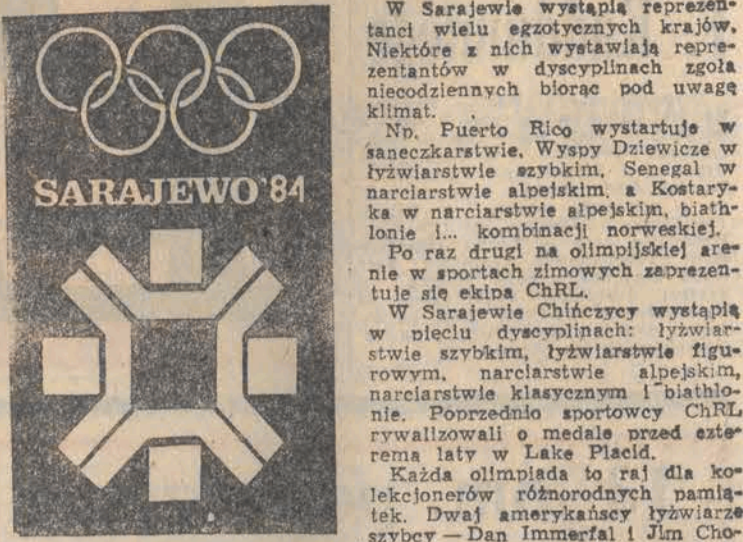 SARAJEWO'84
W Sarajewie wystąpią reprezen-
tanci wielu egzotycznych krajów.
Niektóre z nich wystawiają repre-
zentantów w dyscyplinach zgoła
niecodziennych biorąc pod uwagę
klimat.
Np. Puerto Rico wystartuje w
saneczkarstwie, Wyspy Dziewicze w
łyżwiarstwie szybkim, Senegal w
narciarstwie alpejskim, a Kostary-
ka w narciarstwie alpejskim, biath-
lonie i... kombinacji norweskiej.
Po raz drugi na olimpijskiej are-
nie w sportach zimowych zaprezen-
tuje się ekipa ChRL.
W Sarajewie Chińczycy wystąpią
w pięciu dyscyplinach: łyżwiar-
stwie szybkim, łyżwiarstwie figu-
rowym, narciarstwie alpejskim,
narciarstwie klasycznym i biathlo-
nie. Poprzednio sportowcy ChRL
rywalizowali o medale przed czte-
rema laty w Lake Placid.
Każda olimpiada to raj dla ko-
lekcjonerów różnorodnych pamią-
tek. Dwaj amerykańscy łyżwiarze
szybcy — Dan Immerfal i Jim Cho-